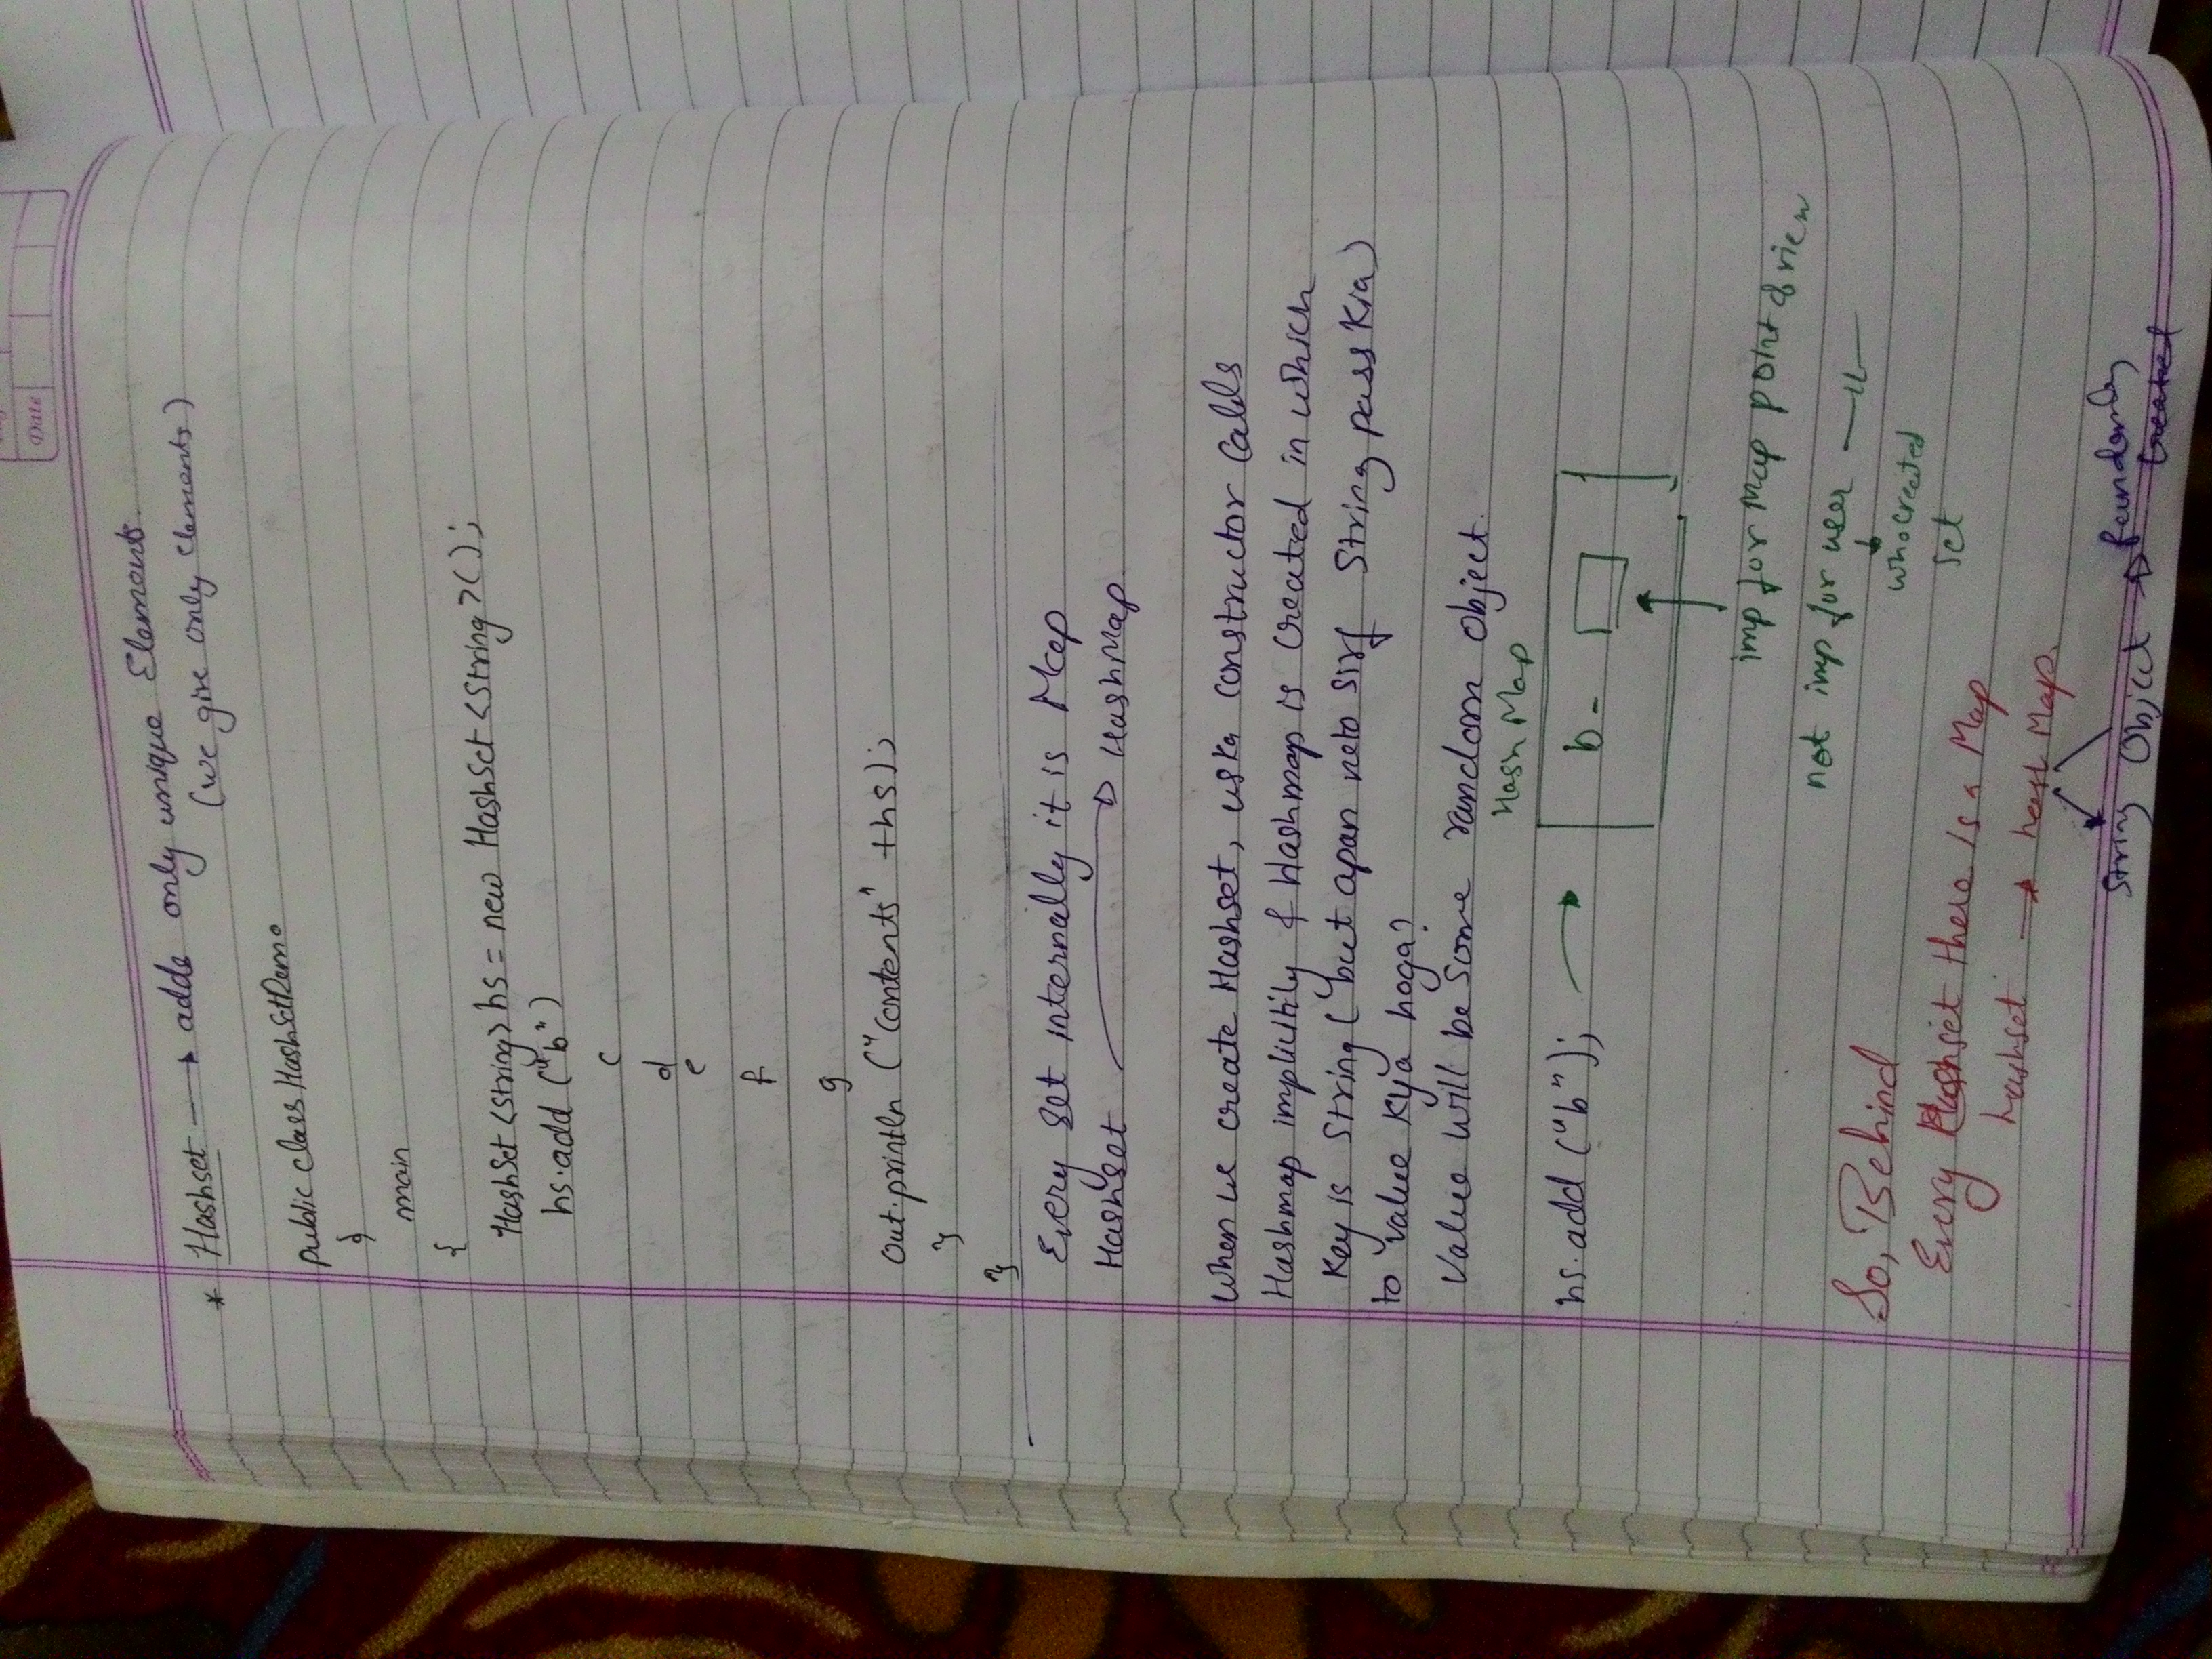 Date
* Hashset → adds only unique Elements.
(we give only elements)
public class HashSetDemo
{
main
{
HashSet <String> hs = new HashSet <String>();
hs.add ("b")
c
d
e
f
g
out.println ("Contents" + hs);
}
}
Every Set internally it is Map
Hashset → HashMap.
When we create Hashset, uska constructor calls
Hashmap implicitily & Hashmap is created in which
Key is String (but apan neto sirf String pass Kia)
to value kya hoga?
Value will be some random object.
Hash Map
hs.add ("b"); →
b -
imp for Map point of view
not imp for user —〃—
who created
set
So, Behind
Every Hashset there is a Map
hashset → hash Map.
String Object → Randomly
Created